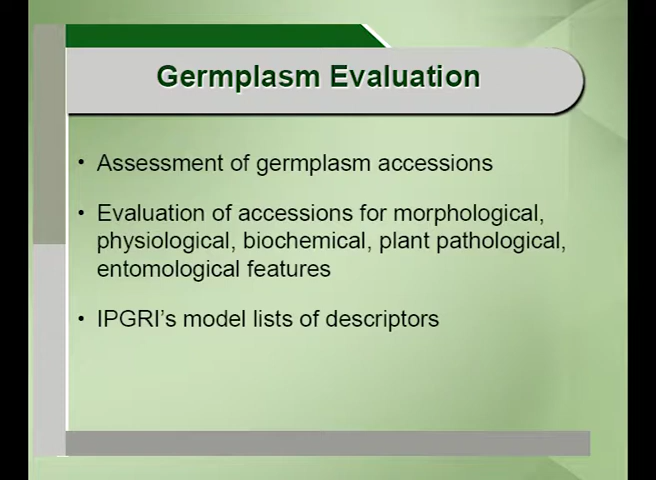 Germplasm Evaluation
• Assessment of germplasm accessions
• Evaluation of accessions for morphological,
physiological, biochemical, plant pathological,
entomological features
• IPGRI's model lists of descriptors